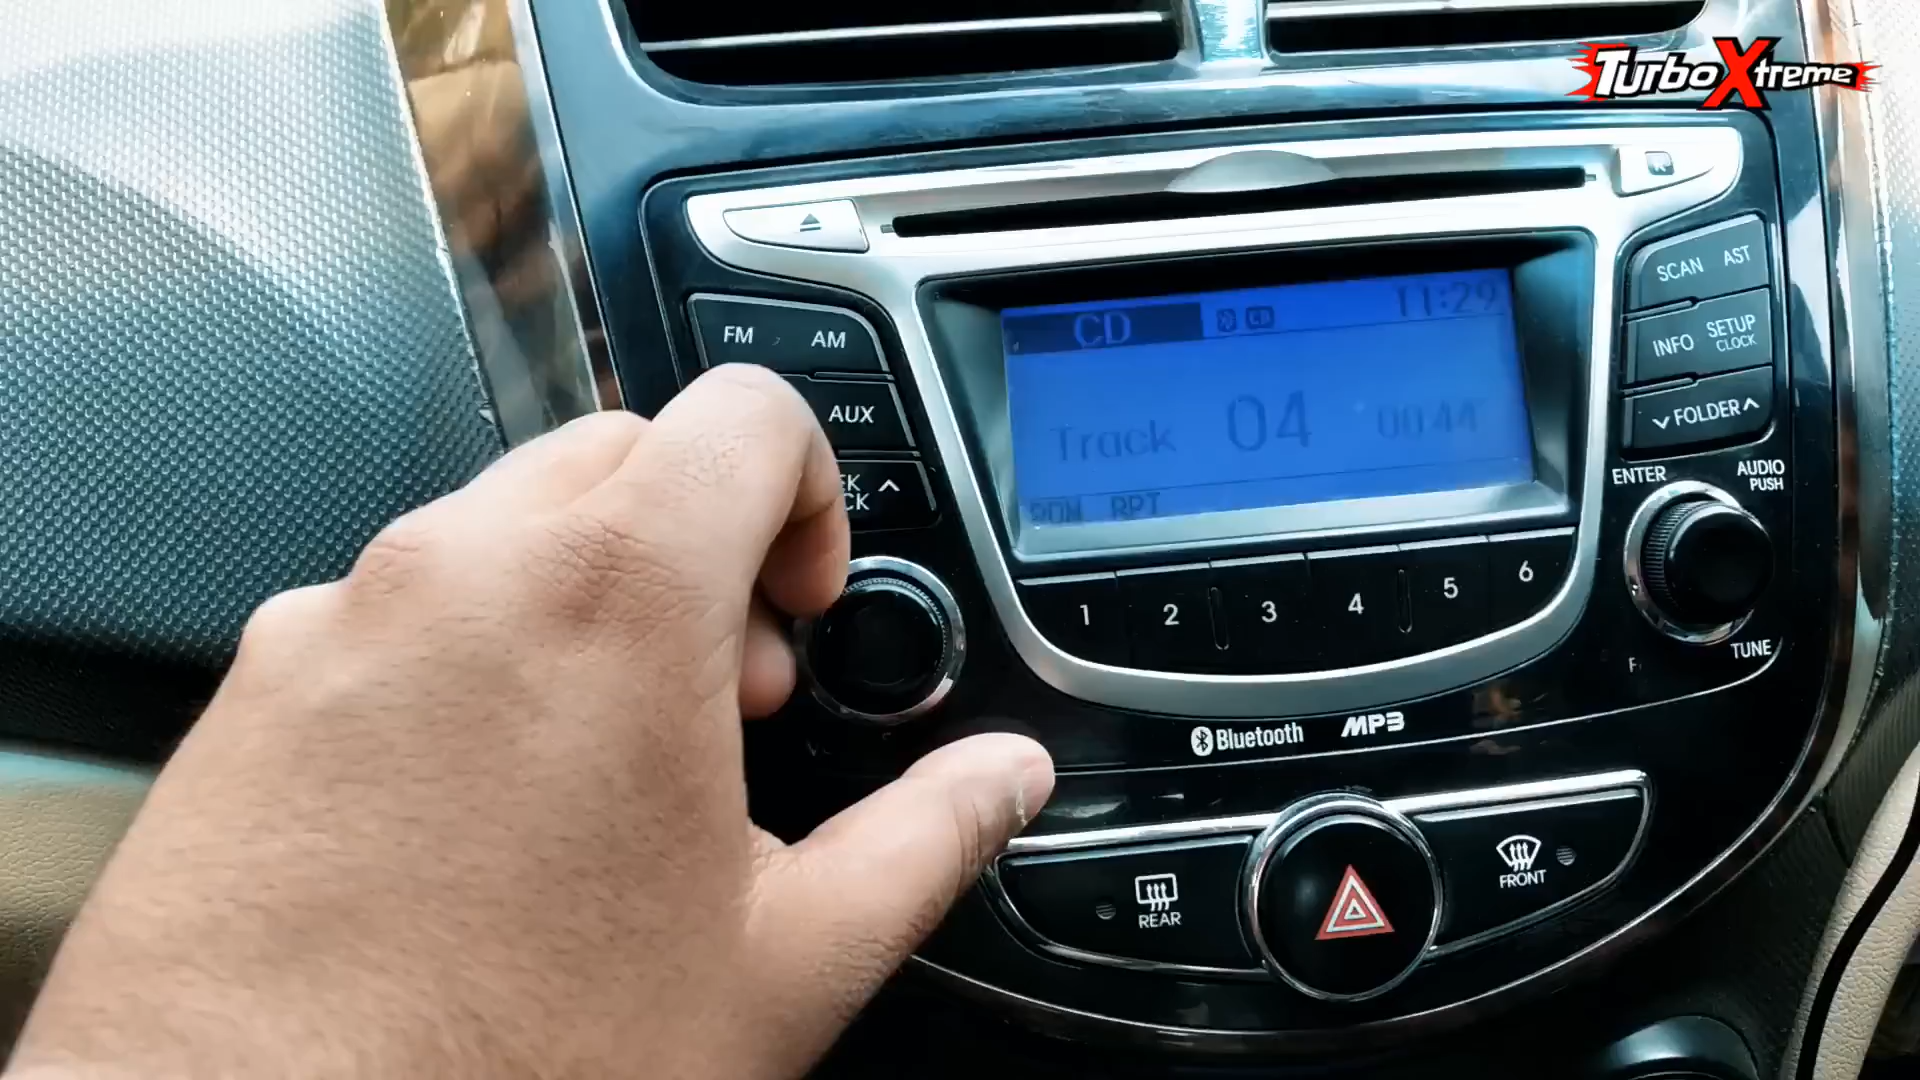 TurboXtreme
SCAN AST
FM AM
CD 11:29
INFO SETUP
CLOCK
AUX
Track 04 00:44
FOLDER
ENTER AUDIO
PUSH
RDM RPT
1 2 3 4 5 6
TUNE
Bluetooth MP3
REAR
FRONT